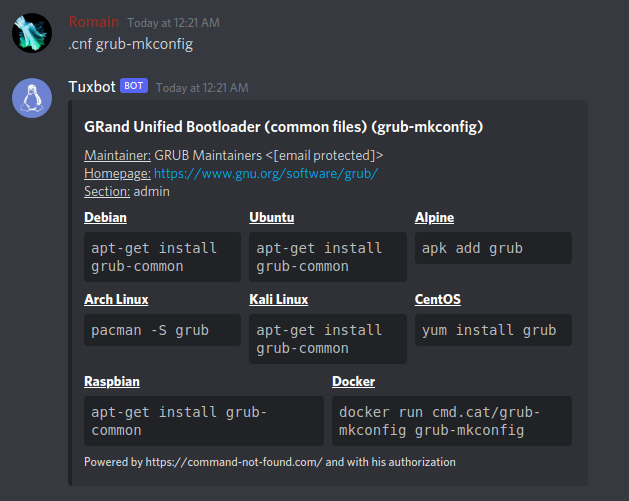 Romain Today at 12:21 AM
.cnf grub-mkconfig
Tuxbot BOT Today at 12:21 AM
GRand Unified Bootloader (common files) (grub-mkconfig)
Maintainer: GRUB Maintainers <[email protected]>
Homepage: https://www.gnu.org/software/grub/
Section: admin
Debian Ubuntu Alpine
apt-get install apt-get install apk add grub
grub-common grub-common
Arch Linux Kali Linux CentOS
pacman -S grub apt-get install yum install grub
grub-common
Raspbian Docker
apt-get install grub- docker run cmd.cat/grub-
common mkconfig grub-mkconfig
Powered by https://command-not-found.com/ and with his authorization